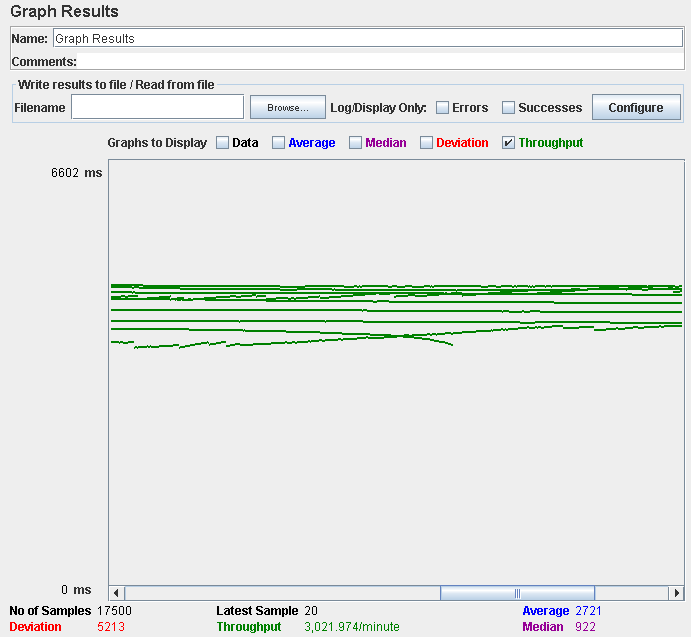 Graph Results
Name: Graph Results
Comments:
Write results to file / Read from file
Filename Browse... Log/Display Only: Errors Successes Configure
Graphs to Display Data Average Median Deviation Throughput
6602 ms
0 ms
No of Samples 17500 Latest Sample 20 Average 2721
Deviation 5213 Throughput 3,021.974/minute Median 922